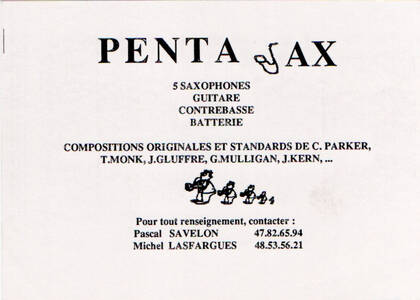 PENTA SAX
5 SAXOPHONES
GUITARE
CONTREBASSE
BATTERIE
COMPOSITIONS ORIGINALES ET STANDARDS DE C. PARKER,
T.MONK, J.GLUFFRE, G.MULLIGAN, J.KERN, ...
Pour tout renseignement, contacter :
Pascal SAVELON 47.82.65.94
Michel LASFARGUES 48.53.56.21